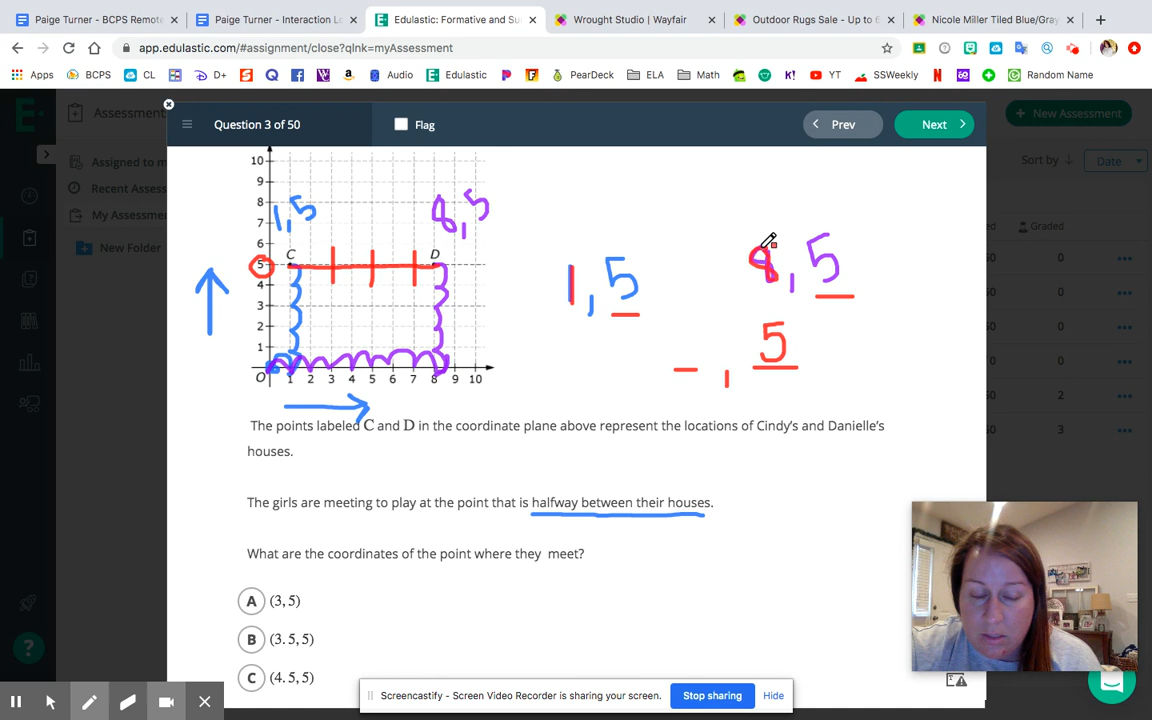 Paige Turner - BCPS Remot
Paige Turner - Interaction Lo
Edulastic: Formative and Su
Wrought Studio | Wayfair
Outdoor Rugs Sale - Up to 6
Nicole Miller Tiled Blue/Gray
app.edulastic.com/#assignment/close?qlnk=myAssessment
Apps BCPS CL D+ Audio Edulastic PearDeck ELA Math K! YT SSWeekly Random Name
Assessments
+ New Assessment
Question 3 of 50
Flag
Prev
Next
Assigned to m
Recent Assess
My Assessmen
New Folder
Sort by
Date
Graded
10
9
8
7
6
5
4
3
2
1
O 1 2 3 4 5 6 7 8 9 10
C D
1,5 8,5
1,5 8,5
_, 5
The points labeled C and D in the coordinate plane above represent the locations of Cindy's and Danielle's
houses.
The girls are meeting to play at the point that is halfway between their houses.
What are the coordinates of the point where they meet?
A (3, 5)
B (3.5, 5)
C (4.5, 5)
Screencastify - Screen Video Recorder is sharing your screen.
Stop sharing
Hide